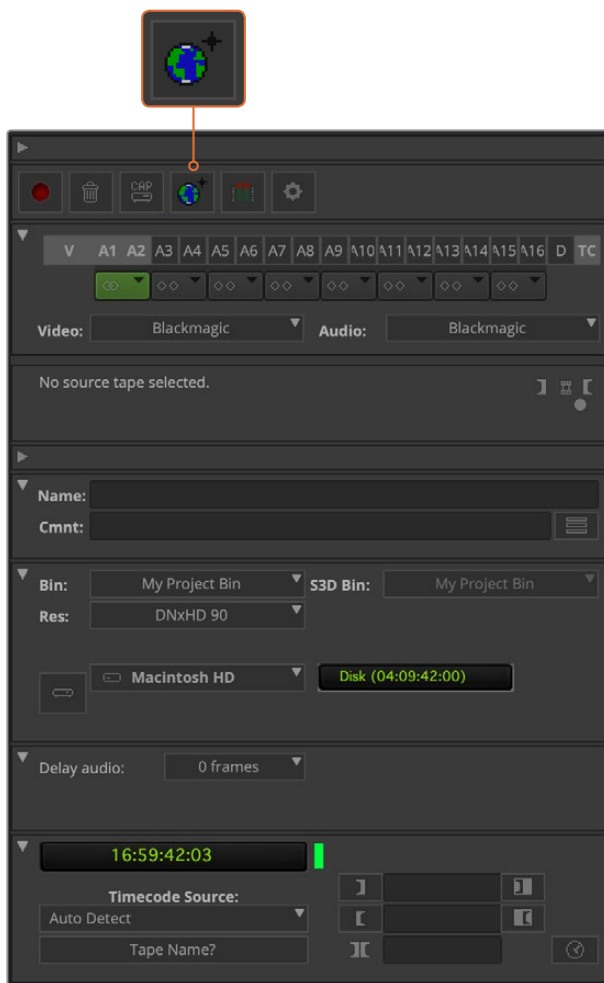 CAP
V A1 A2 A3 A4 A5 A6 A7 A8 A9 A10 A11 A12 A13 A14 A15 A16 D TC
Video: Blackmagic Audio: Blackmagic
No source tape selected.
Name:
Cmnt:
Bin: My Project Bin S3D Bin: My Project Bin
Res: DNxHD 90
Macintosh HD Disk (04:09:42:00)
Delay audio: 0 frames
16:59:42:03
Timecode Source:
Auto Detect
Tape Name?